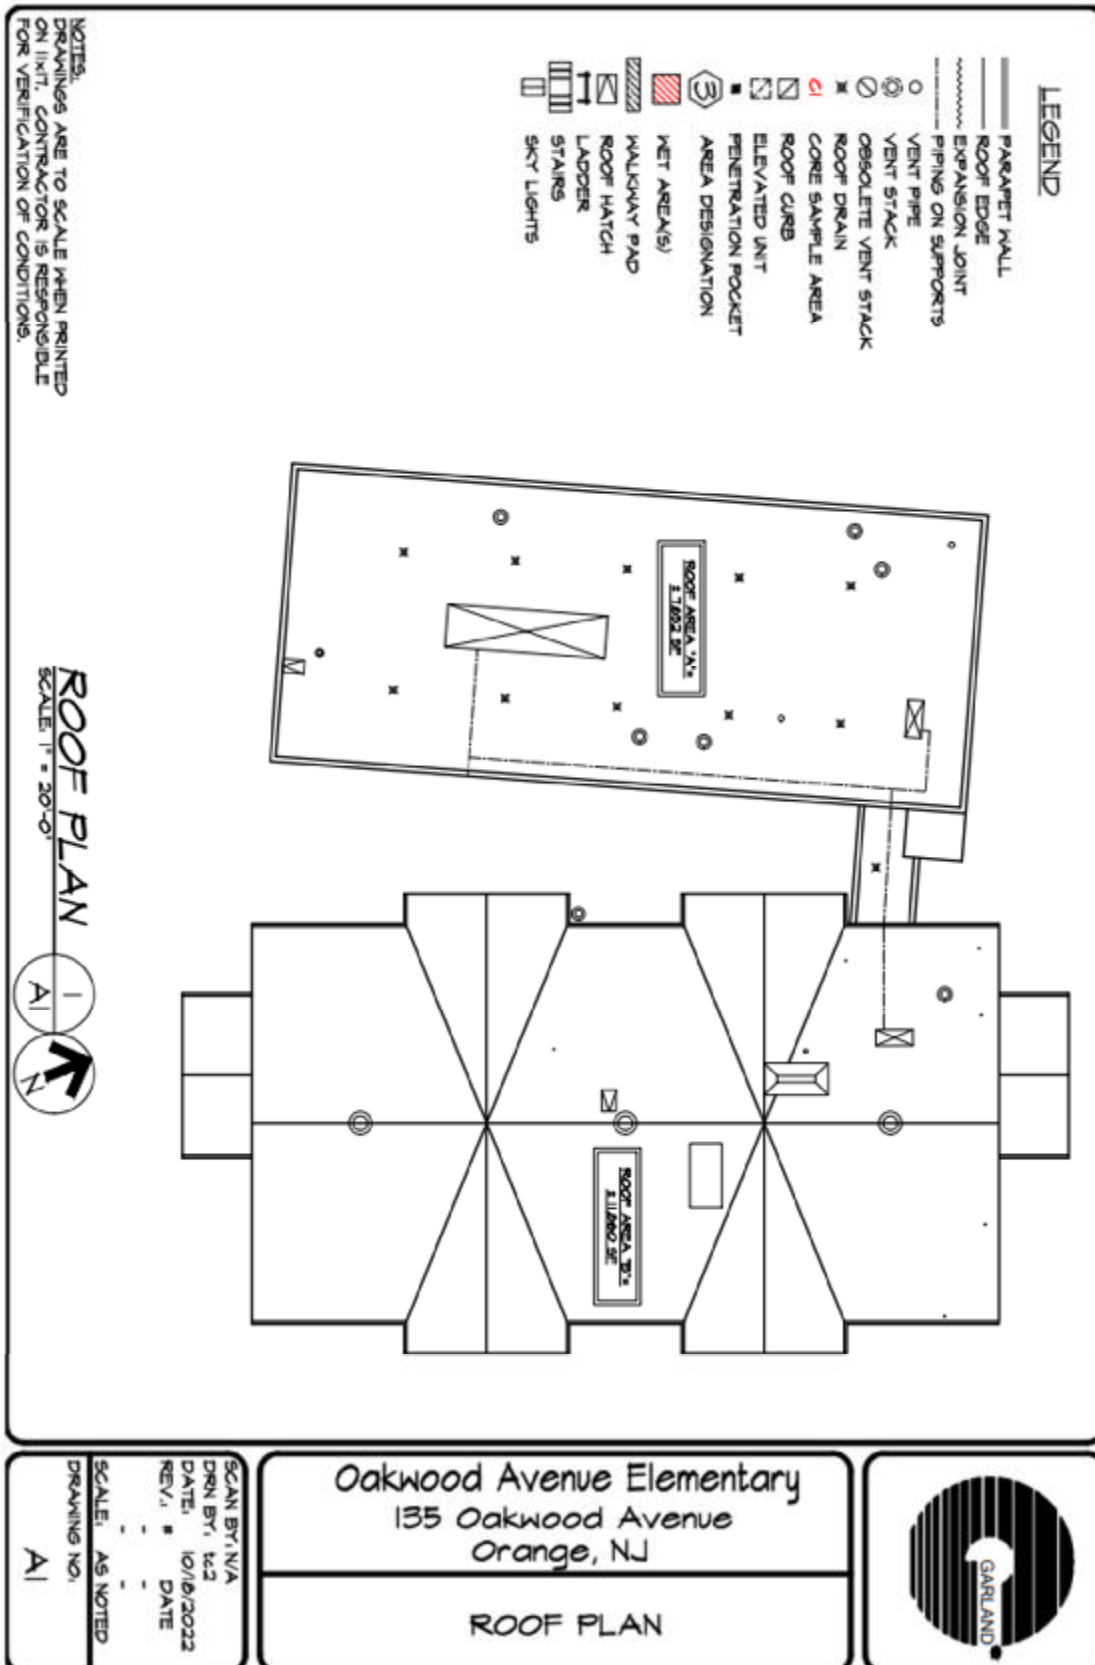 LEGEND
PARAPET WALL
ROOF EDGE
EXPANSION JOINT
PIPING ON SUPPORTS
VENT PIPE
VENT STACK
OBSOLETE VENT STACK
ROOF DRAIN
C1 CORE SAMPLE AREA
ROOF CURB
ELEVATED UNIT
PENETRATION POCKET
3 AREA DESIGNATION
WET AREA(S)
WALKWAY PAD
ROOF HATCH
LADDER
STAIRS
SKY LIGHTS
NOTES:
DRAWINGS ARE TO SCALE WHEN PRINTED
ON 11x17. CONTRACTOR IS RESPONSIBLE
FOR VERIFICATION OF CONDITIONS.
ROOF AREA "A"=
ROOF AREA "B"=
ROOF PLAN
SCALE: 1" = 20'-0"
1
A1
N
GARLAND
Oakwood Avenue Elementary
135 Oakwood Avenue
Orange, NJ
ROOF PLAN
SCAN BY: N/A
DRN BY: tc2
DATE: 10/18/2022
REV.: # DATE
- -
- -
SCALE: AS NOTED
DRAWING NO:
A1